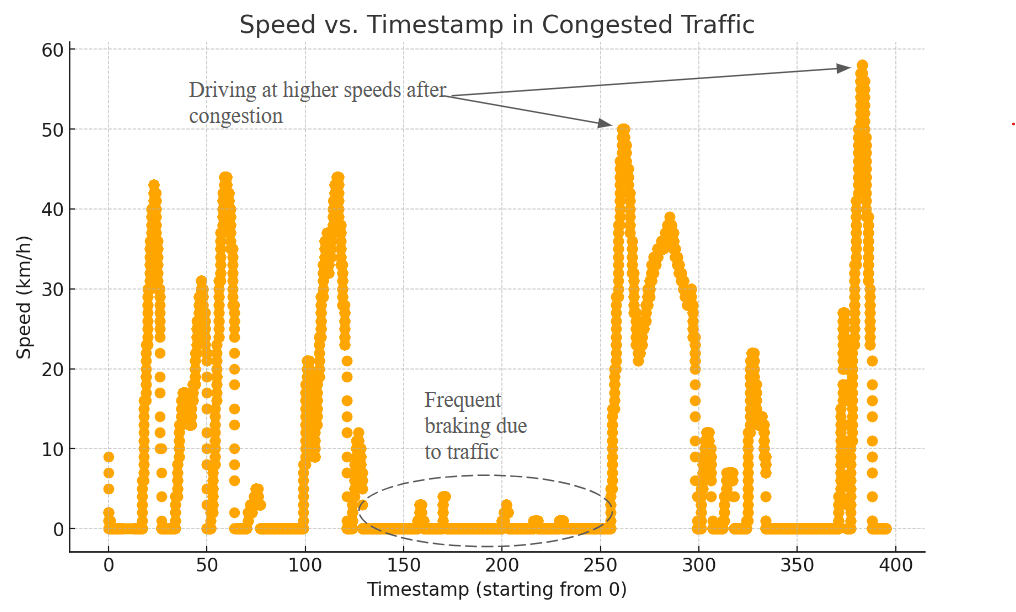 Speed vs. Timestamp in Congested Traffic
60
Driving at higher speeds after
congestion
50
40
30
20
Frequent
braking due
to traffic
10
0
Speed (km/h)
0 50 100 150 200 250 300 350 400
Timestamp (starting from 0)